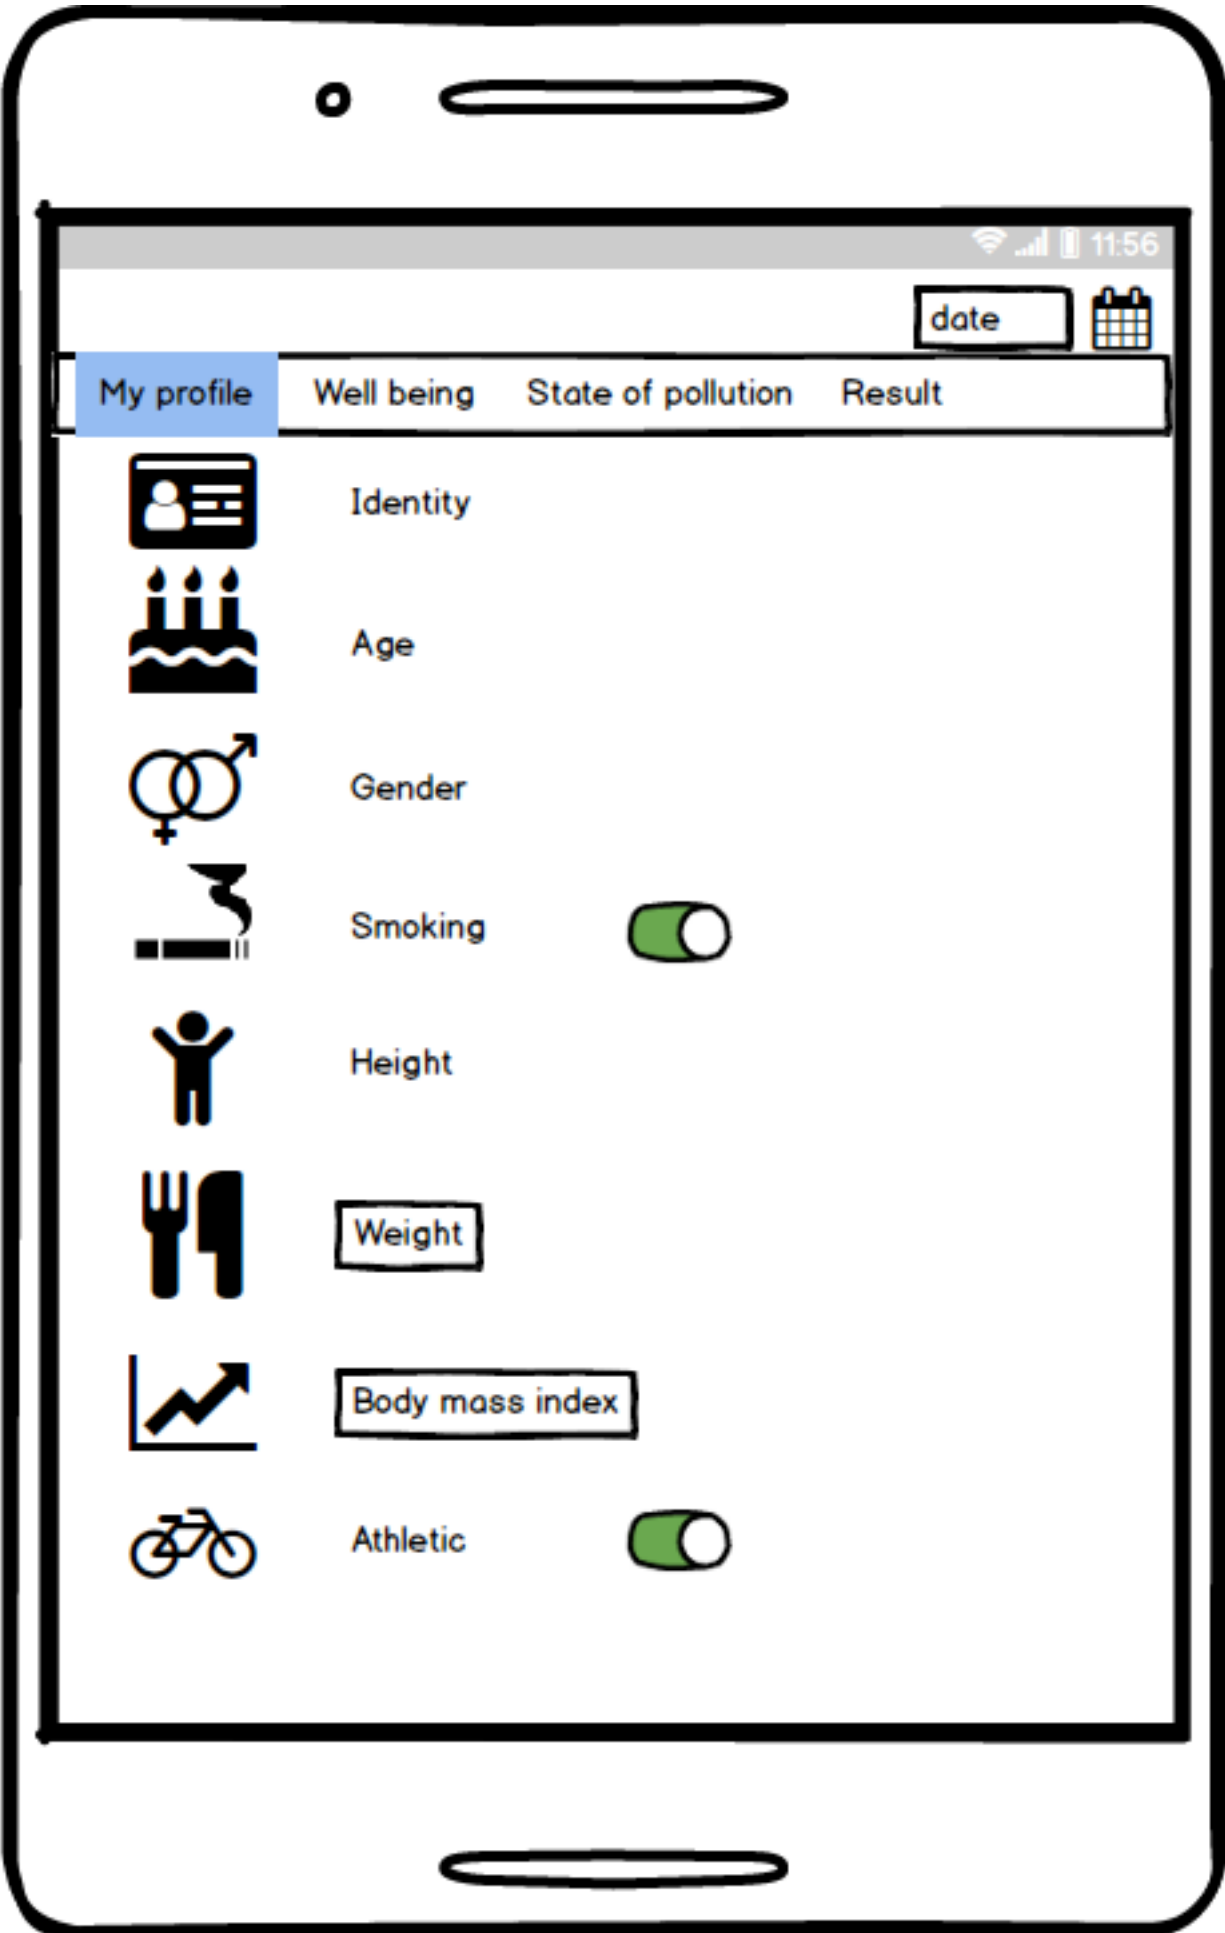 11:56
date
My profile Well being State of pollution Result
Identity
Age
Gender
Smoking
Height
Weight
Body mass index
Athletic